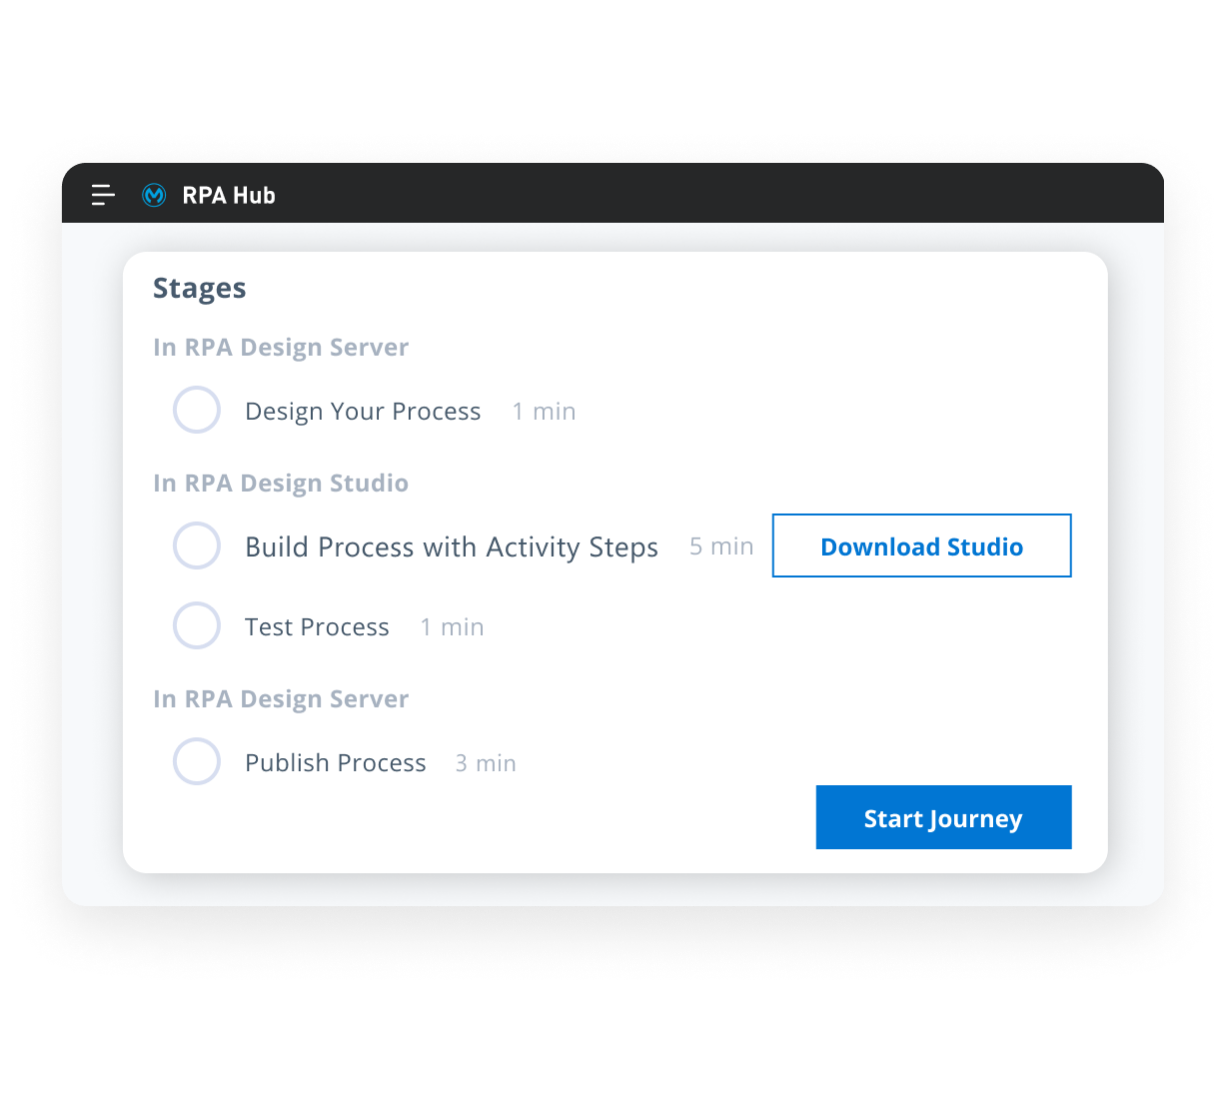 RPA Hub
Stages
In RPA Design Server
Design Your Process 1 min
In RPA Design Studio
Build Process with Activity Steps 5 min Download Studio
Test Process 1 min
In RPA Design Server
Publish Process 3 min
Start Journey